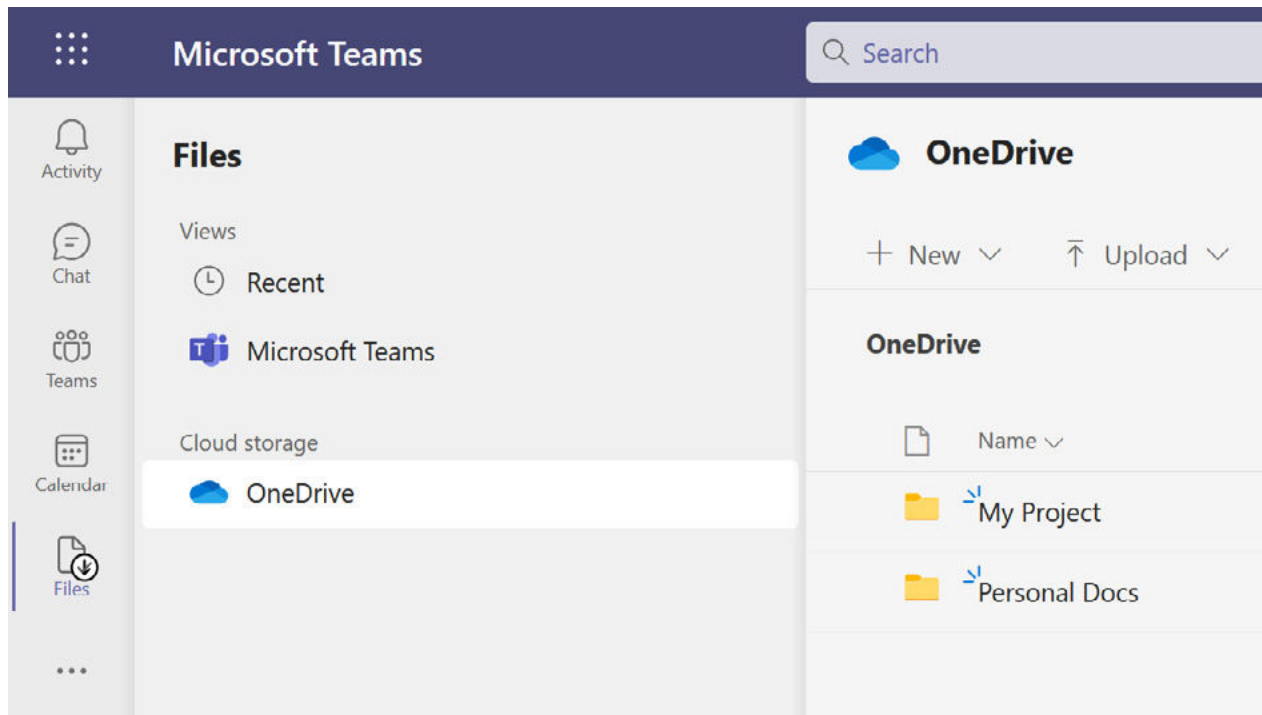 Microsoft Teams
Search
Activity
Chat
Teams
Calendar
Files
Files
Views
Recent
Microsoft Teams
Cloud storage
OneDrive
OneDrive
New
Upload
OneDrive
Name
My Project
Personal Docs